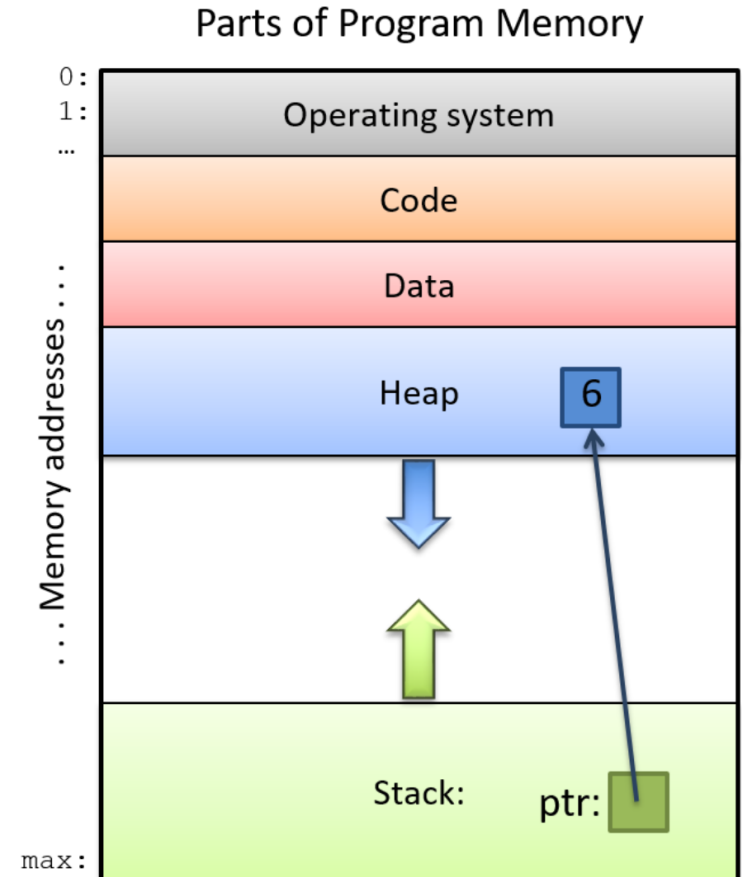 Parts of Program Memory
0:
1:
…
Operating system
Code
Data
Heap
6
. . . Memory addresses . . .
Stack:
ptr:
max: